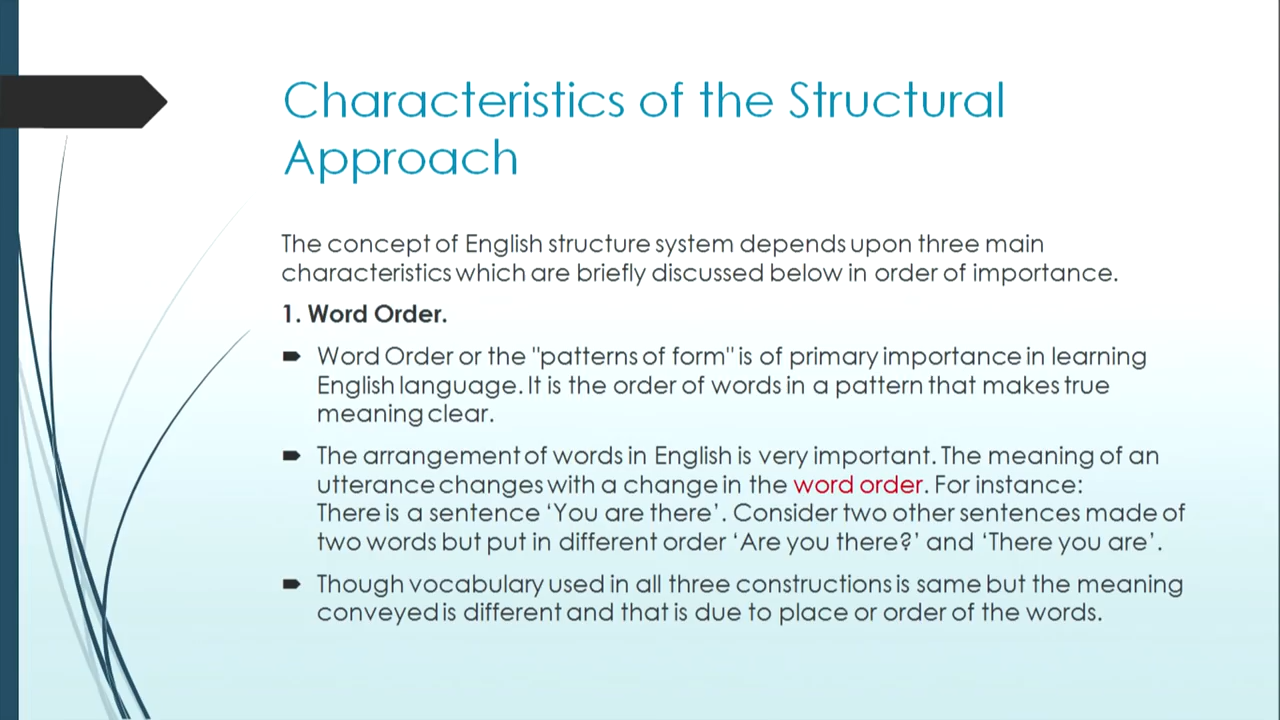 Characteristics of the Structural
Approach
The concept of English structure system depends upon three main
characteristics which are briefly discussed below in order of importance.
1. Word Order.
Word Order or the "patterns of form" is of primary importance in learning
English language. It is the order of words in a pattern that makes true
meaning clear.
The arrangement of words in English is very important. The meaning of an
utterance changes with a change in the word order. For instance:
There is a sentence ‘You are there’. Consider two other sentences made of
two words but put in different order ‘Are you there?’ and ‘There you are’.
Though vocabulary used in all three constructions is same but the meaning
conveyed is different and that is due to place or order of the words.